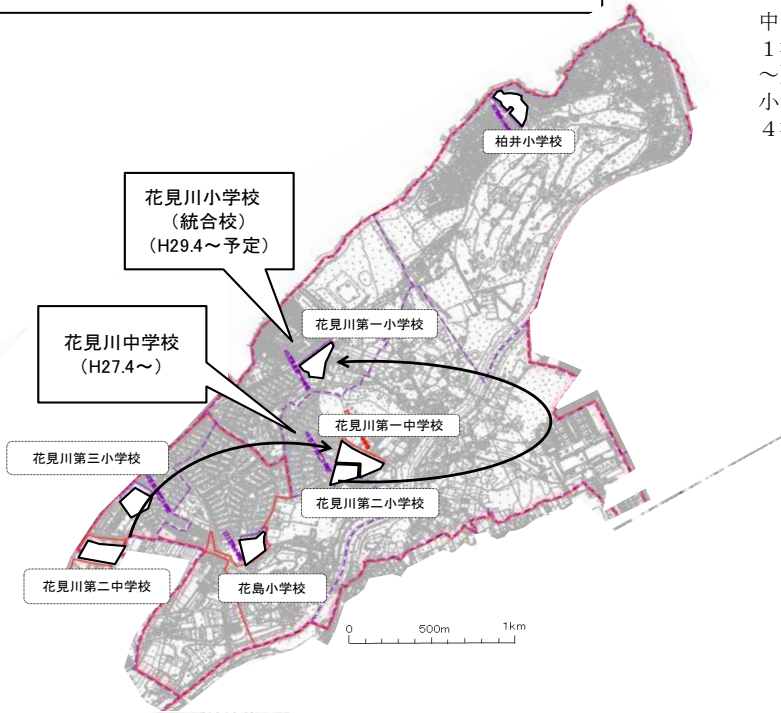 中
1
～
小
4
柏井小学校
花見川小学校
（統合校）
（H29.4～予定）
花見川第一小学校
花見川中学校
（H27.4～）
花見川第一中学校
花見川第三小学校
花見川第二小学校
花見川第二中学校
花島小学校
0 500m 1km